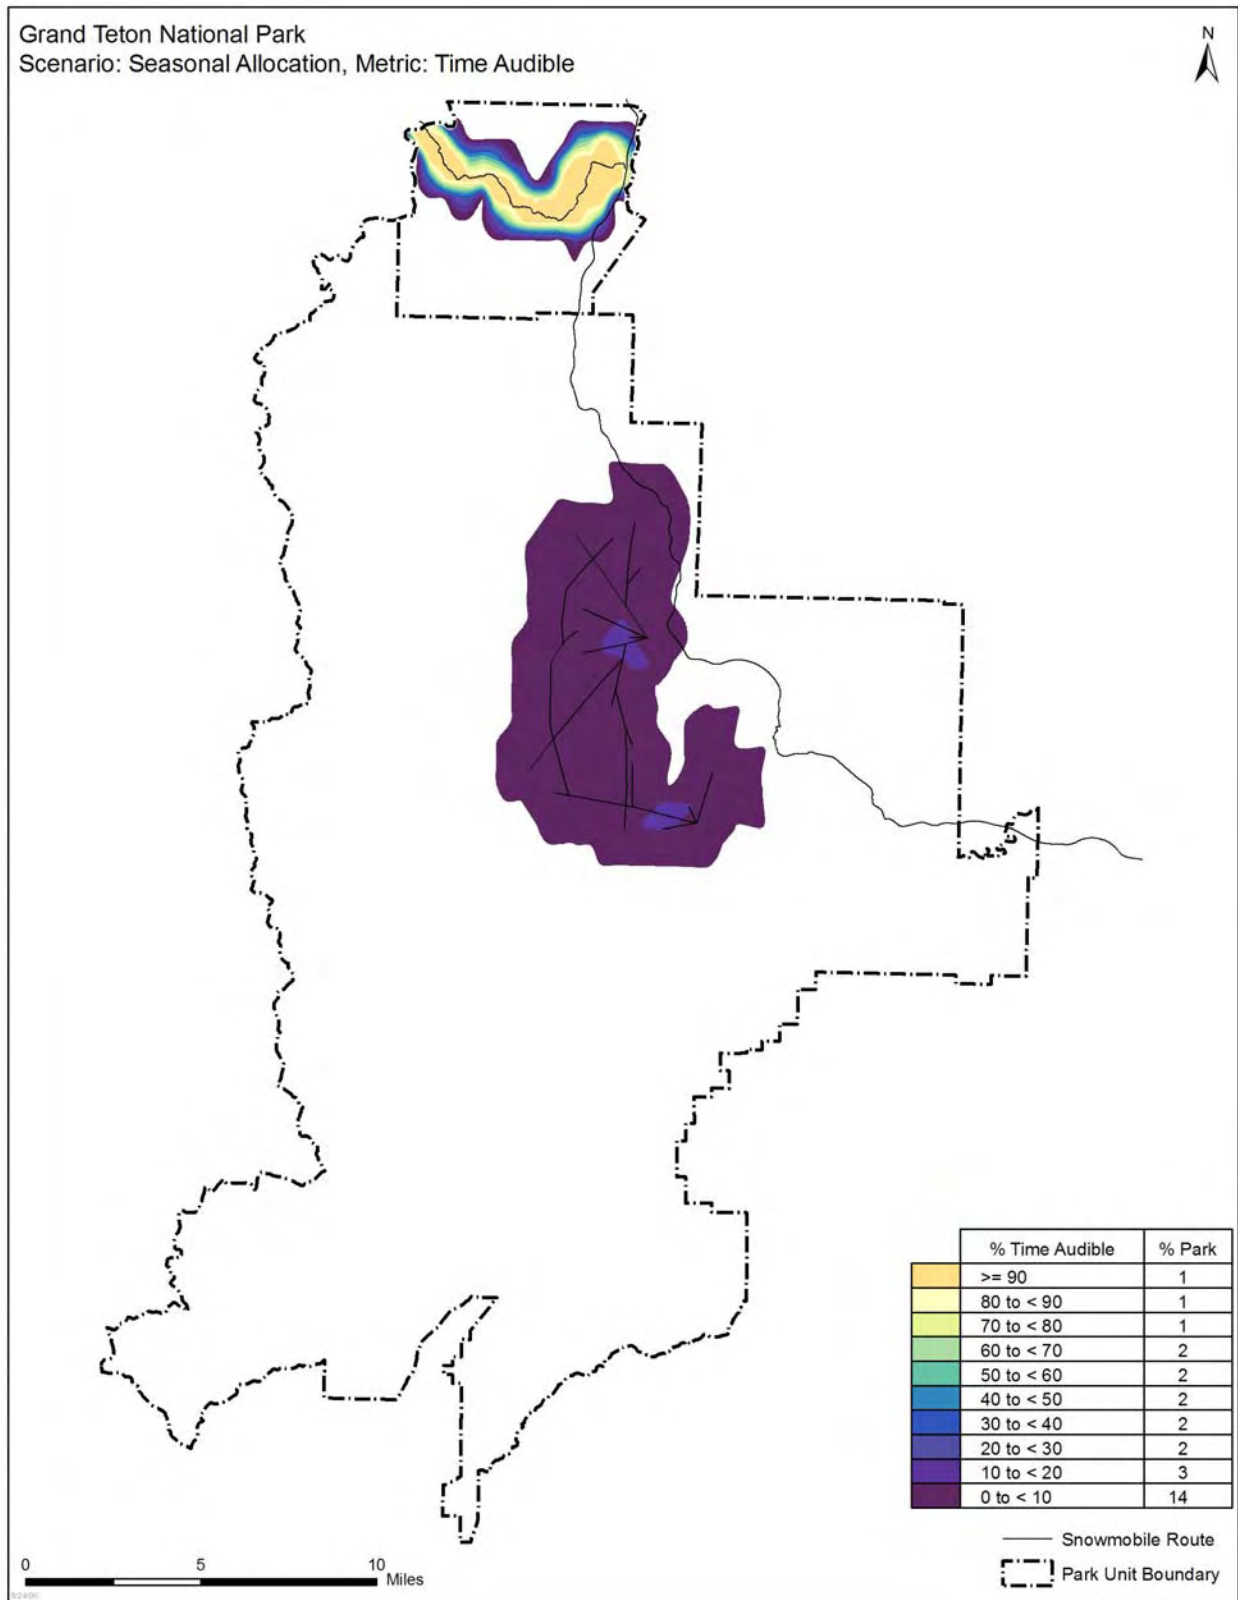 Grand Teton National Park
Scenario: Seasonal Allocation, Metric: Time Audible
N
% Time Audible % Park
>= 90 1
80 to < 90 1
70 to < 80 1
60 to < 70 2
50 to < 60 2
40 to < 50 2
30 to < 40 2
20 to < 30 2
10 to < 20 3
0 to < 10 14
Snowmobile Route
Park Unit Boundary
0 5 10
Miles